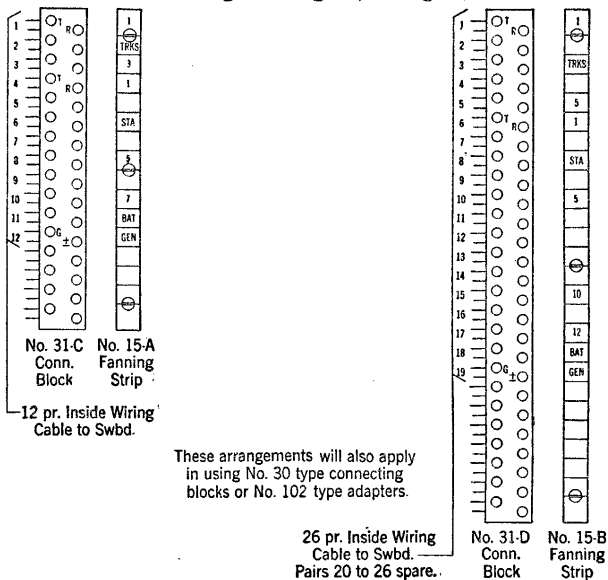 1
2
3
4
5
6
7
8
9
10
11
12
T
R
T
R
G
±
1
TRKS
3
1
STA
5
7
BAT
GEN
No. 31-C
Conn.
Block
No. 15-A
Fanning
Strip
12 pr. Inside Wiring
Cable to Swbd.
These arrangements will also apply
in using No. 30 type connecting
blocks or No. 102 type adapters.
1
2
3
4
5
6
7
8
9
10
11
12
13
14
15
16
17
18
19
T
R
T
R
G
±
1
TRKS
5
1
STA
5
10
12
BAT
GEN
26 pr. Inside Wiring
Cable to Swbd.
Pairs 20 to 26 spare.
No. 31-D
Conn.
Block
No. 15-B
Fanning
Strip